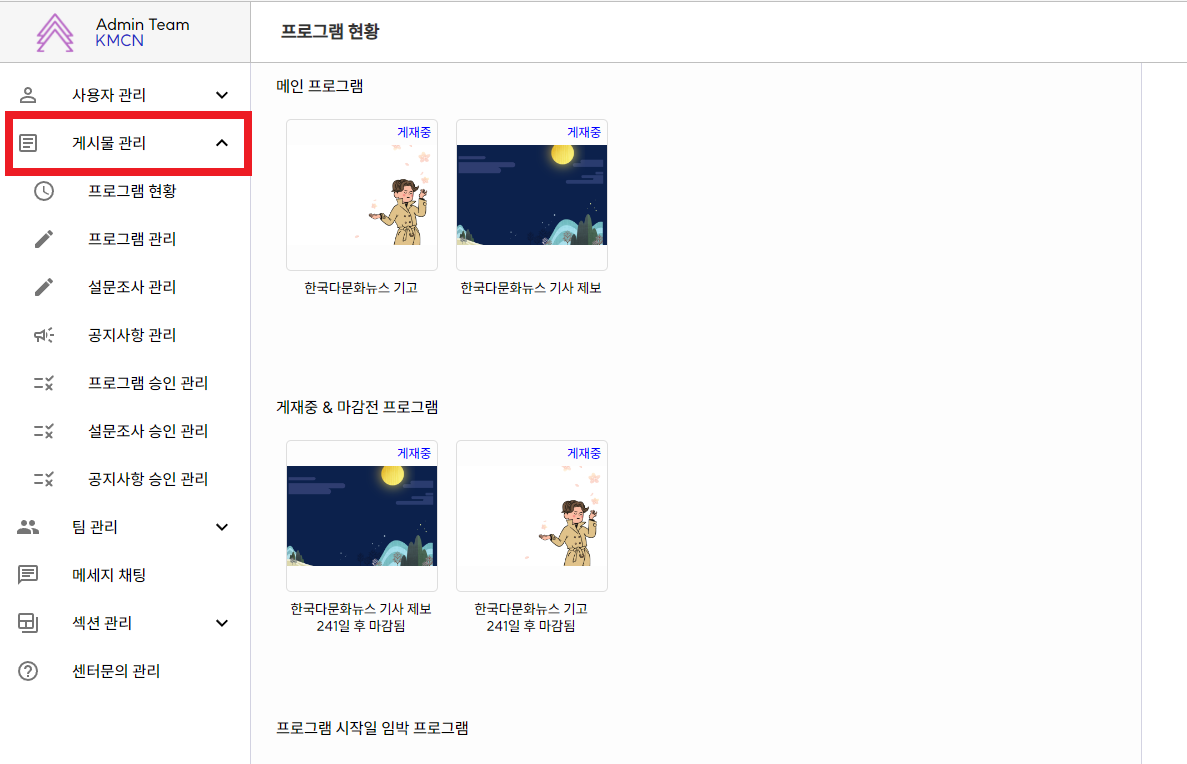 Admin Team
KMCN
프로그램 현황
사용자 관리
게시물 관리
프로그램 현황
프로그램 관리
설문조사 관리
공지사항 관리
프로그램 승인 관리
설문조사 승인 관리
공지사항 승인 관리
팀 관리
메세지 채팅
섹션 관리
센터문의 관리
메인 프로그램
게재중
게재중
한국다문화뉴스 기고
한국다문화뉴스 기사 제보
게재중 & 마감전 프로그램
게재중
게재중
한국다문화뉴스 기사 제보
241일 후 마감됨
한국다문화뉴스 기고
241일 후 마감됨
프로그램 시작일 임박 프로그램